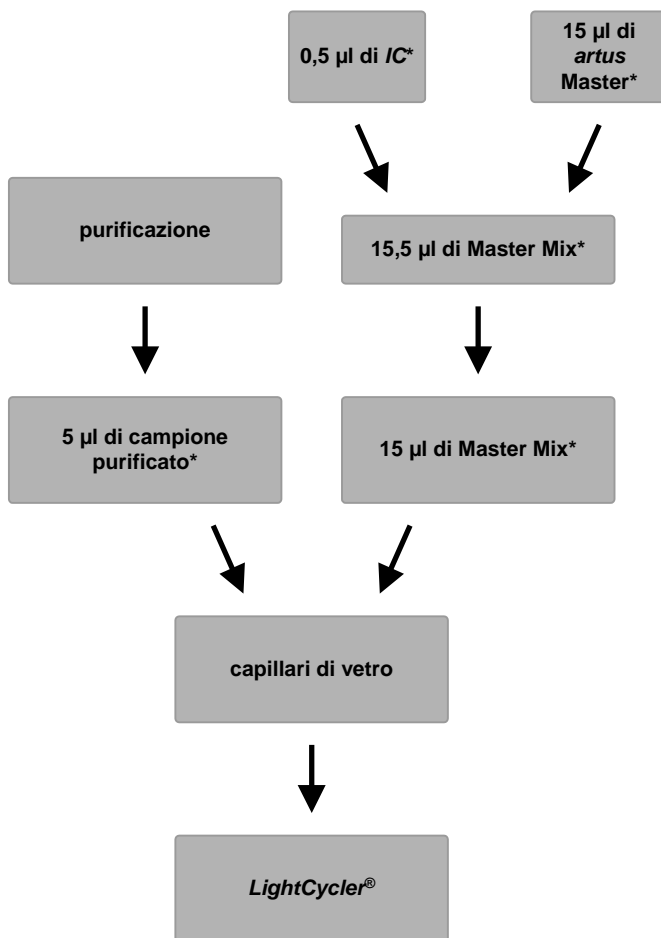 0,5 µl di IC*
15 µl di
artus
Master*
purificazione
15,5 µl di Master Mix*
5 µl di campione
purificato*
15 µl di Master Mix*
capillari di vetro
LightCycler®